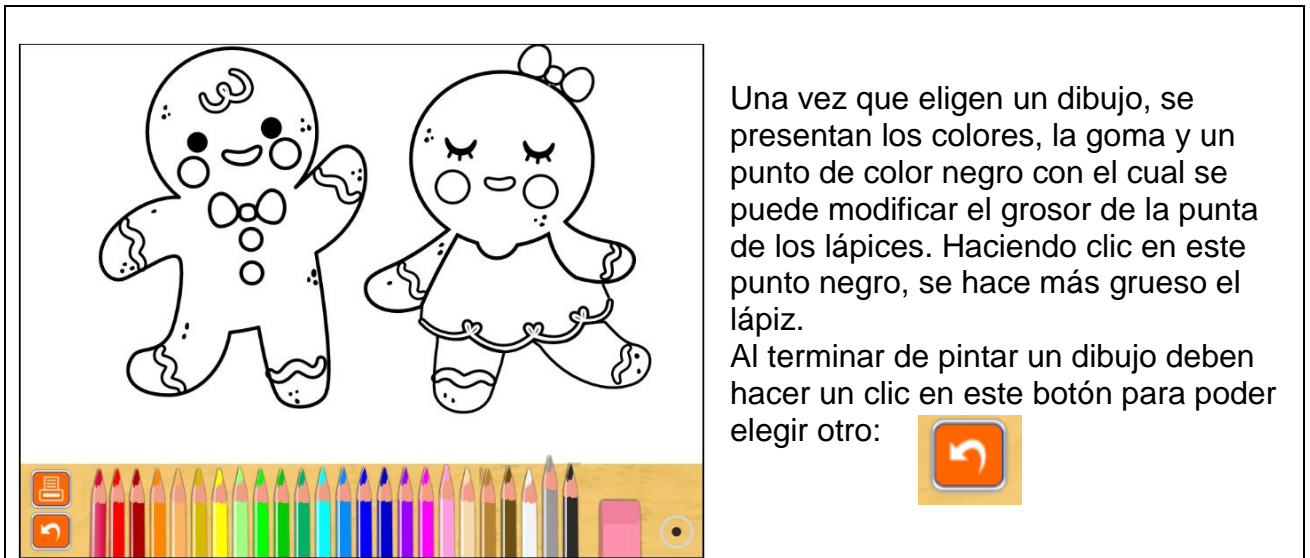 Una vez que eligen un dibujo, se
presentan los colores, la goma y un
punto de color negro con el cual se
puede modificar el grosor de la punta
de los lápices. Haciendo clic en este
punto negro, se hace más grueso el
lápiz.
Al terminar de pintar un dibujo deben
hacer un clic en este botón para poder
elegir otro: